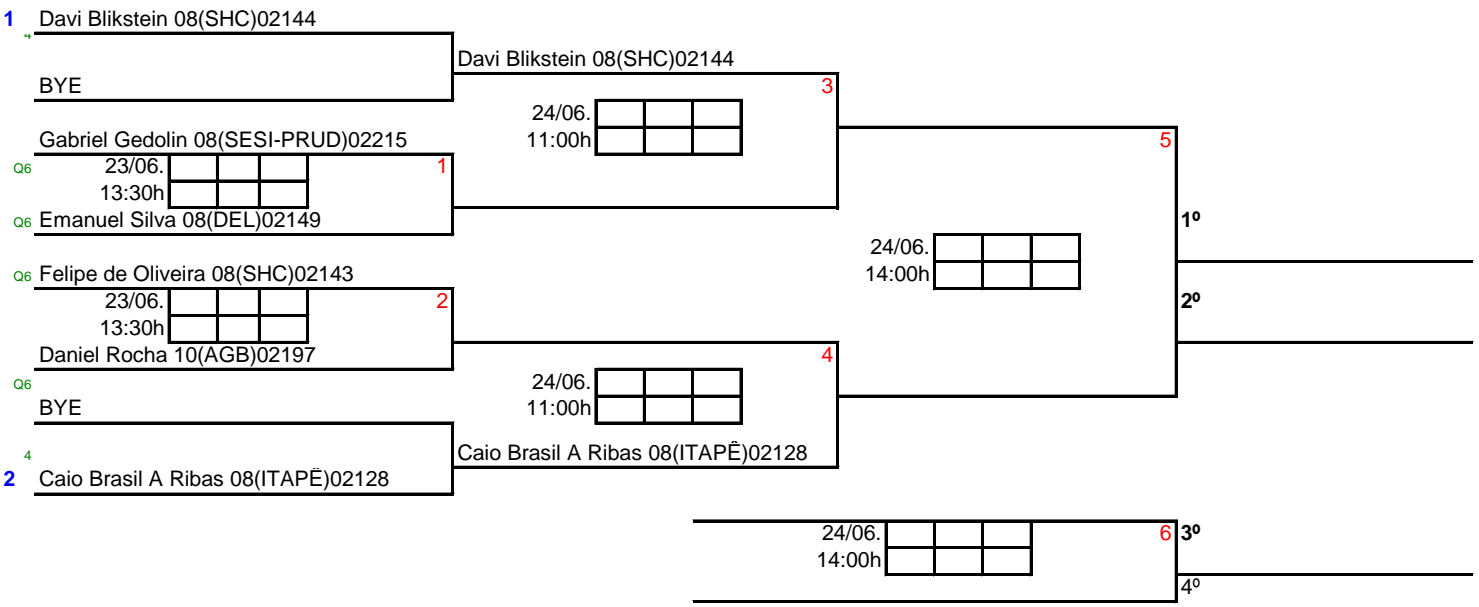 1 Davi Blikstein 08(SHC)02144
4
Davi Blikstein 08(SHC)02144
BYE
3
24/06.
11:00h
Gabriel Gedolin 08(SESI-PRUD)02215
5
Q6 23/06. 1
13:30h
Q6 Emanuel Silva 08(DEL)02149
1º
24/06.
14:00h
Q6 Felipe de Oliveira 08(SHC)02143
23/06. 2
13:30h
2º
Daniel Rocha 10(AGB)02197
4
Q6
24/06.
11:00h
BYE
4
Caio Brasil A Ribas 08(ITAPÊ)02128
2 Caio Brasil A Ribas 08(ITAPÊ)02128
24/06. 6 3º
14:00h
4º